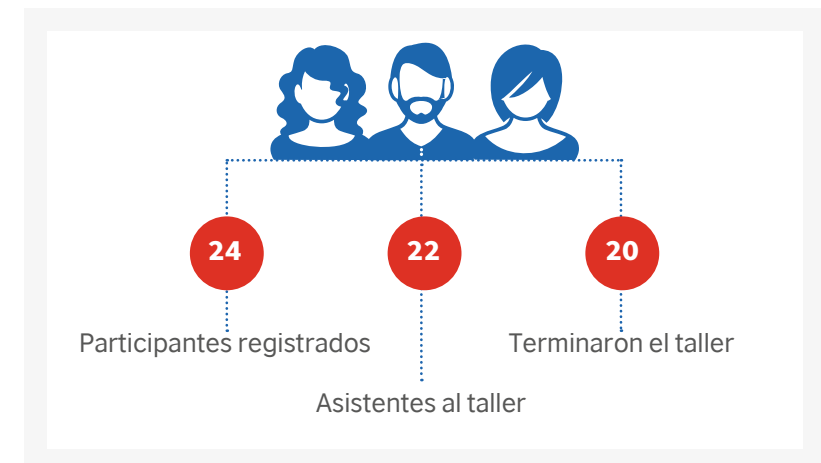 24
22
20
Participantes registrados
Terminaron el taller
Asistentes al taller